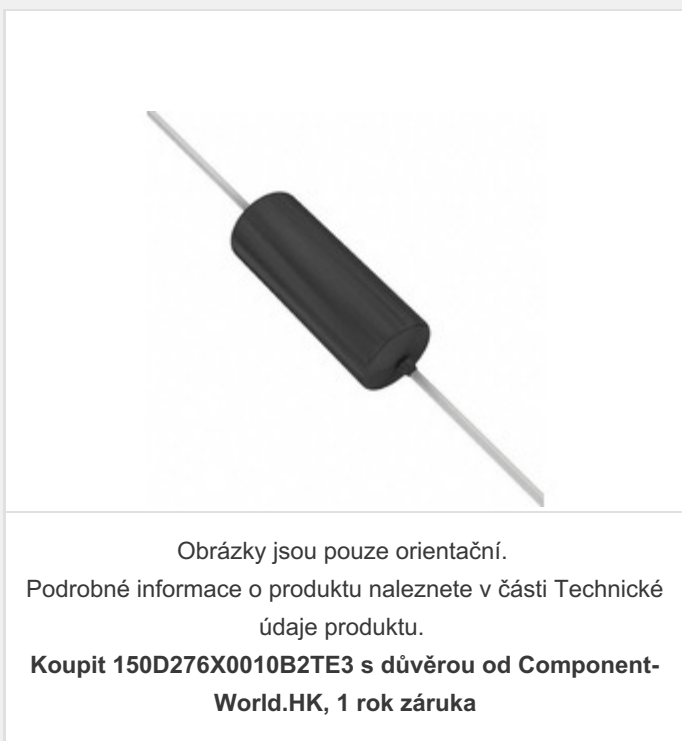 Obrázky jsou pouze orientační.
Podrobné informace o produktu naleznete v části Technické
údaje produktu.
Koupit 150D276X0010B2TE3 s důvěrou od Component-
World.HK, 1 rok záruka